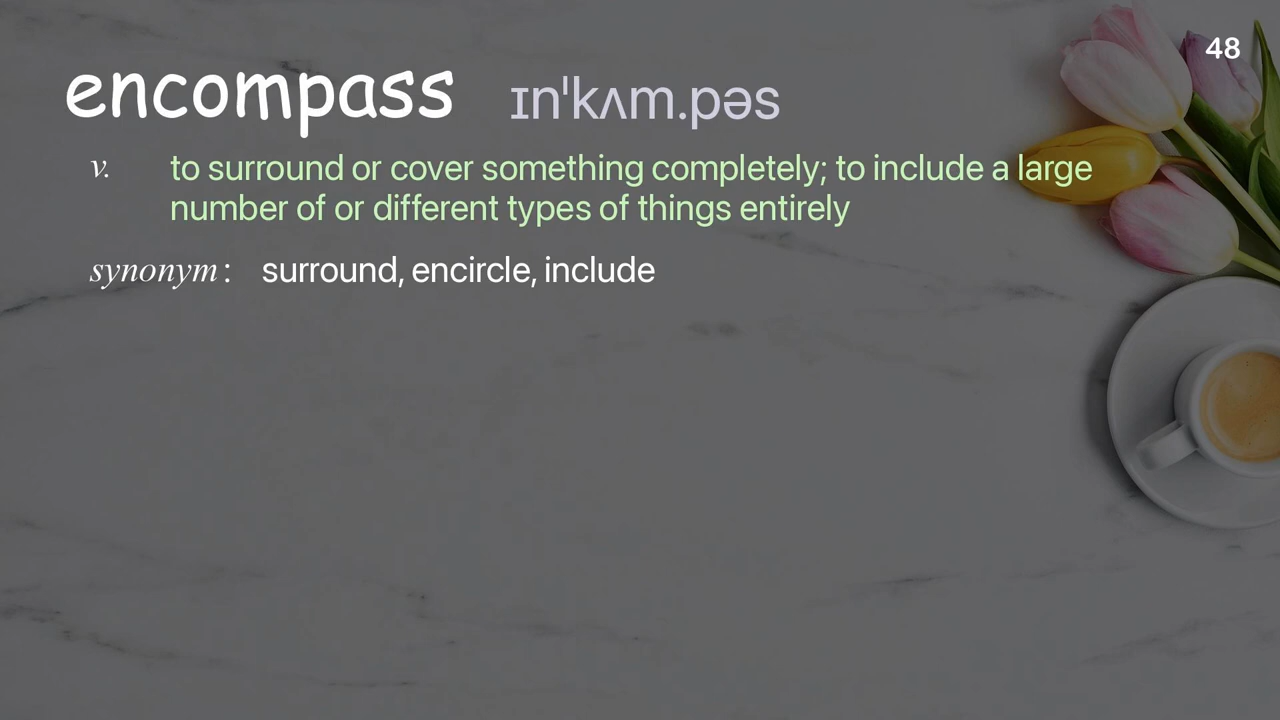 48
encompass ɪnˈkʌm.pəs
v. to surround or cover something completely; to include a large
number of or different types of things entirely
synonym: surround, encircle, include